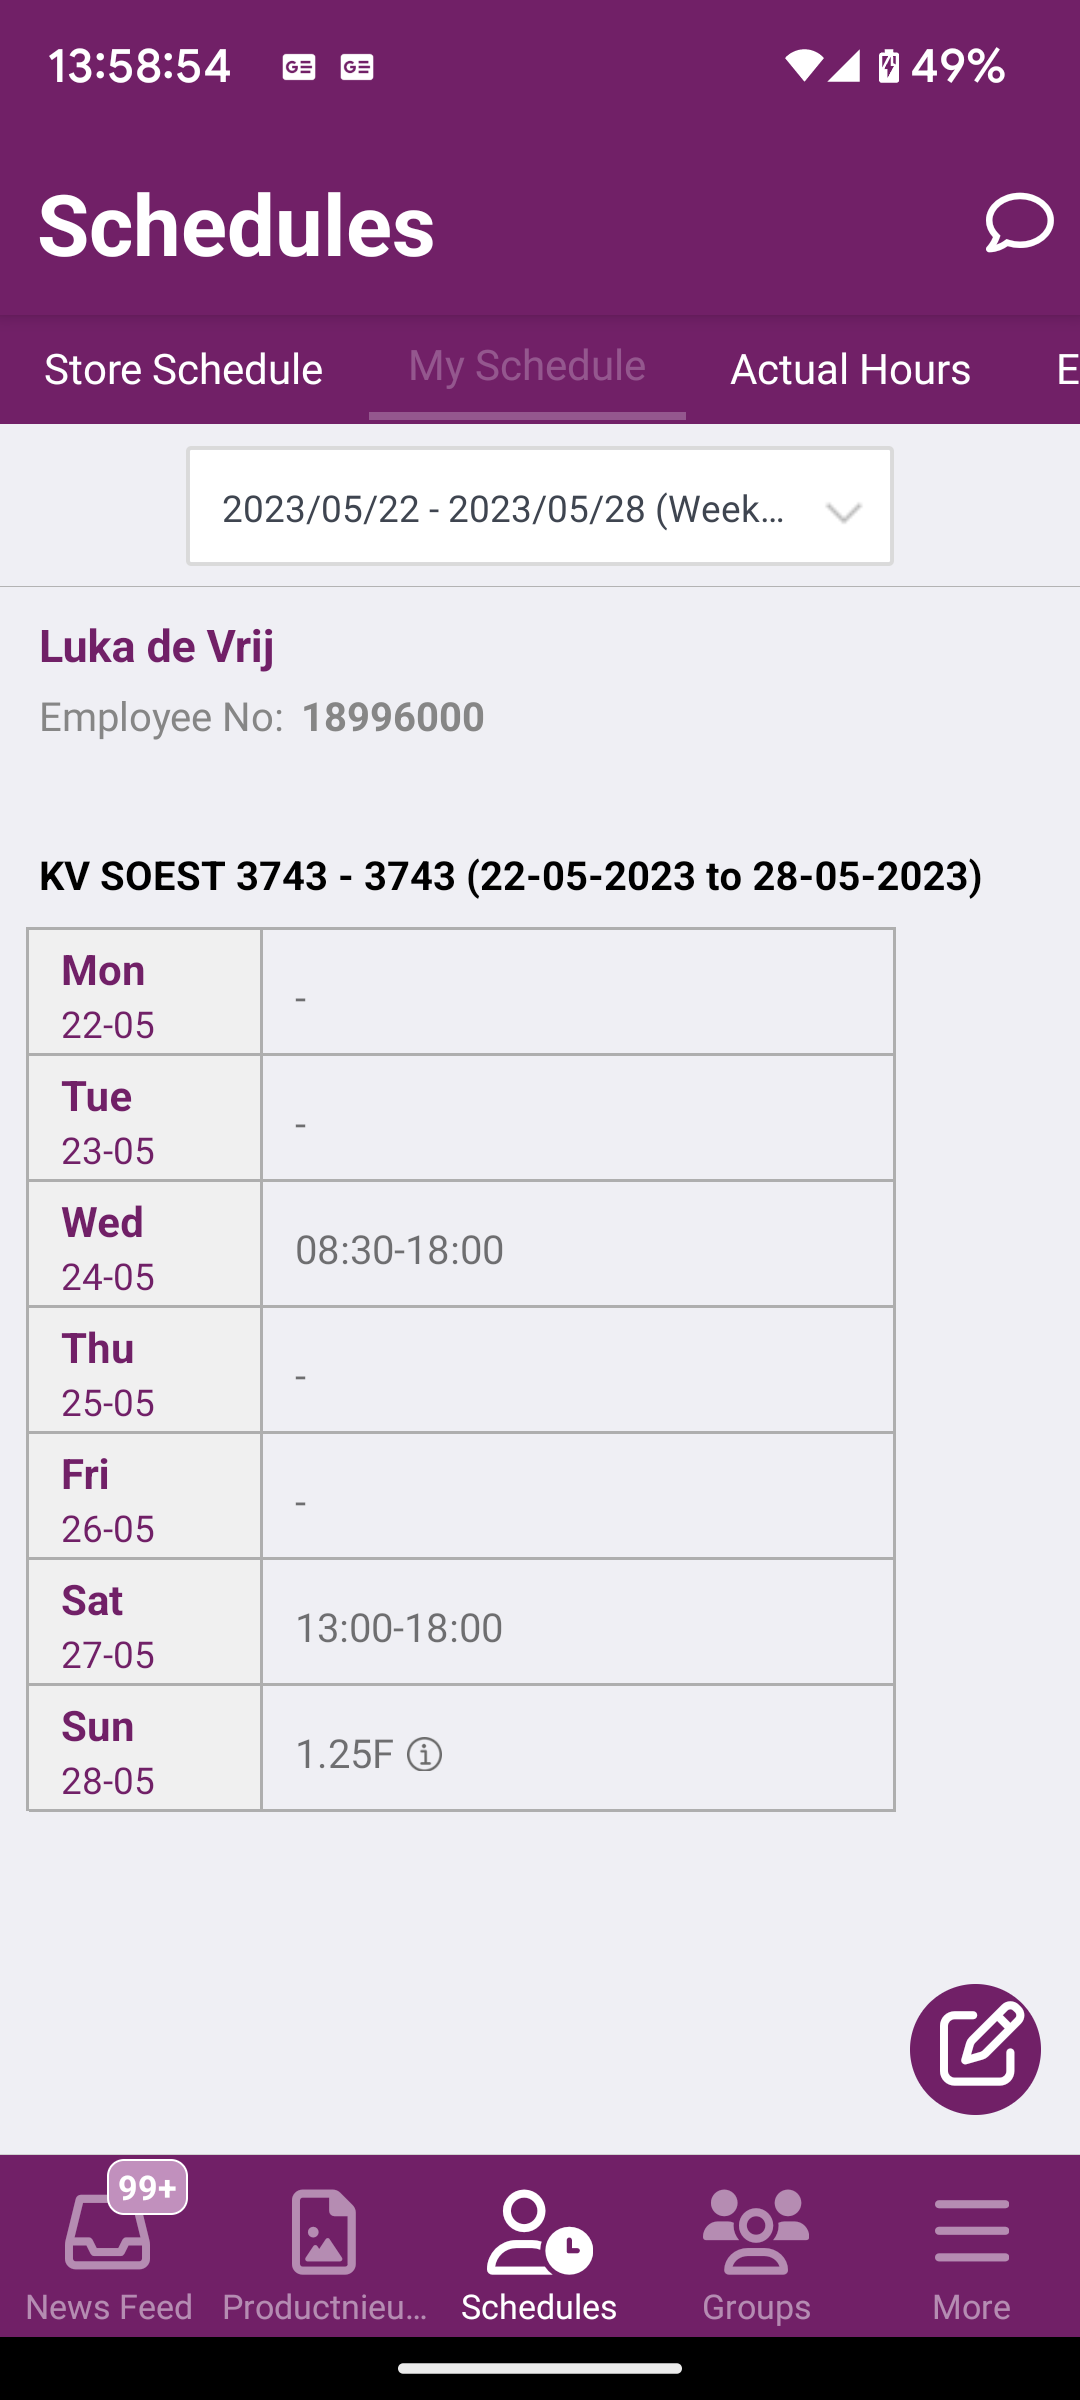 13:58:54 49%
Schedules
Store Schedule My Schedule Actual Hours E
2023/05/22 - 2023/05/28 (Week...
Luka de Vrij
Employee No: 18996000
KV SOEST 3743 - 3743 (22-05-2023 to 28-05-2023)
Mon
22-05
-
Tue
23-05
-
Wed
24-05
08:30-18:00
Thu
25-05
-
Fri
26-05
-
Sat
27-05
13:00-18:00
Sun
28-05
1.25F
99+
News Feed Productnieu... Schedules Groups More